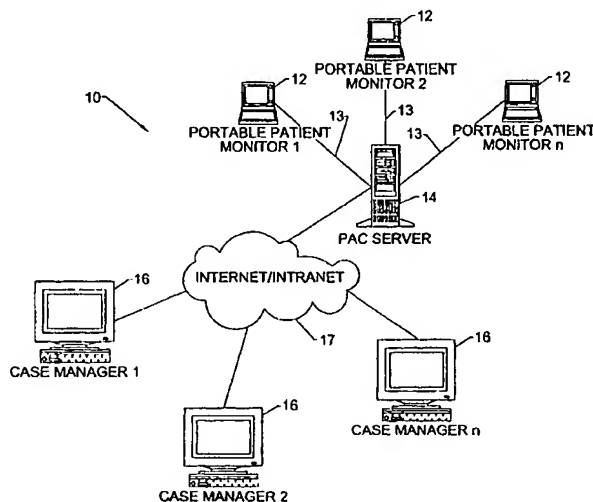 12
PORTABLE PATIENT
MONITOR 2
12
12
10
13
13
13
PORTABLE PATIENT
MONITOR 1
PORTABLE PATIENT
MONITOR n
14
PAC SERVER
INTERNET/INTRANET
17
16
CASE MANAGER 1
16
CASE MANAGER 2
16
CASE MANAGER n